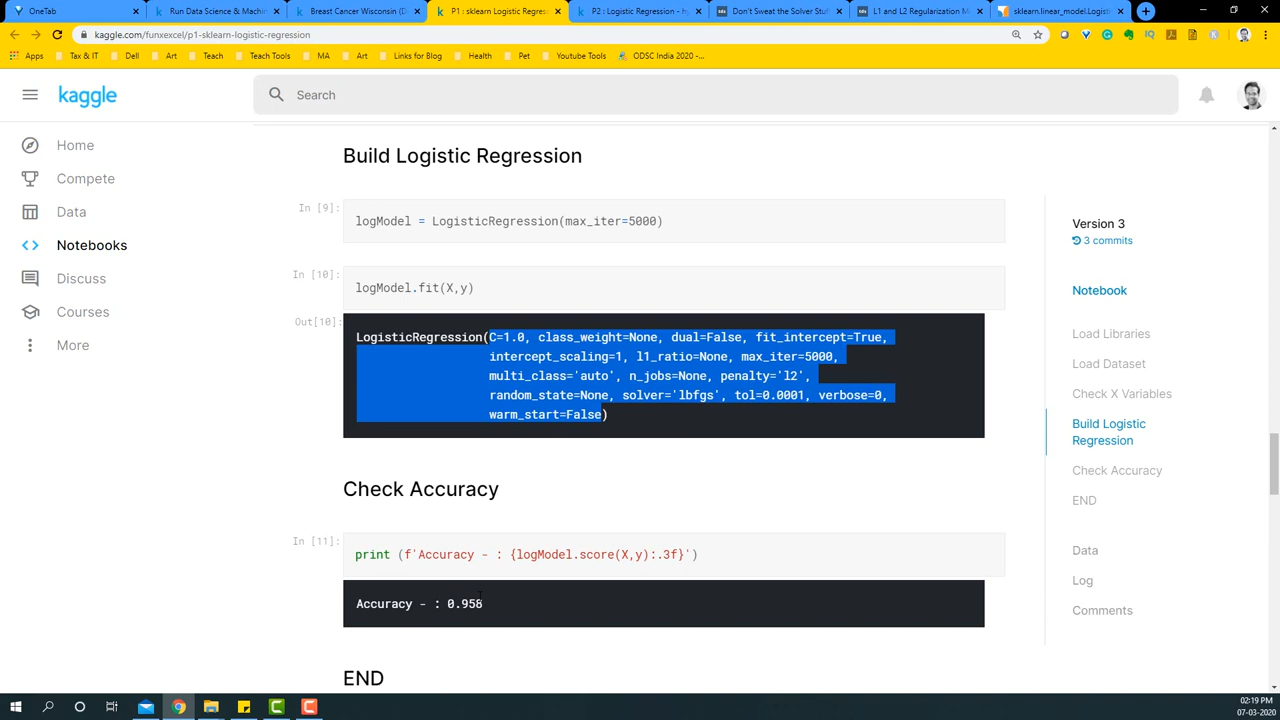 OneTab
Run Data Science & Machi
Breast Cancer Wisconsin (D
P1 : sklearn Logistic Regres
P2 : Logistic Regression - hy
Don't Sweat the Solver Stuf
L1 and L2 Regularization M
sklearn.linear_model.Logisti
kaggle.com/funxexcel/p1-sklearn-logistic-regression
Apps
Tax & IT
Dell
Art
Teach
Teach Tools
MA
Art
Links for Blog
Health
Pet
Youtube Tools
ODSC India 2020 -...
kaggle
Search
Home
Compete
Data
Notebooks
Discuss
Courses
More
Build Logistic Regression
In [9]:
logModel = LogisticRegression(max_iter=5000)
In [10]:
logModel.fit(X,y)
Out[10]:
LogisticRegression(C=1.0, class_weight=None, dual=False, fit_intercept=True,
intercept_scaling=1, l1_ratio=None, max_iter=5000,
multi_class='auto', n_jobs=None, penalty='l2',
random_state=None, solver='lbfgs', tol=0.0001, verbose=0,
warm_start=False)
Check Accuracy
In [11]:
print (f'Accuracy - : {logModel.score(X,y):.3f}')
Accuracy - : 0.958
END
Version 3
3 commits
Notebook
Load Libraries
Load Dataset
Check X Variables
Build Logistic
Regression
Check Accuracy
END
Data
Log
Comments
02:19 PM
07-03-2020